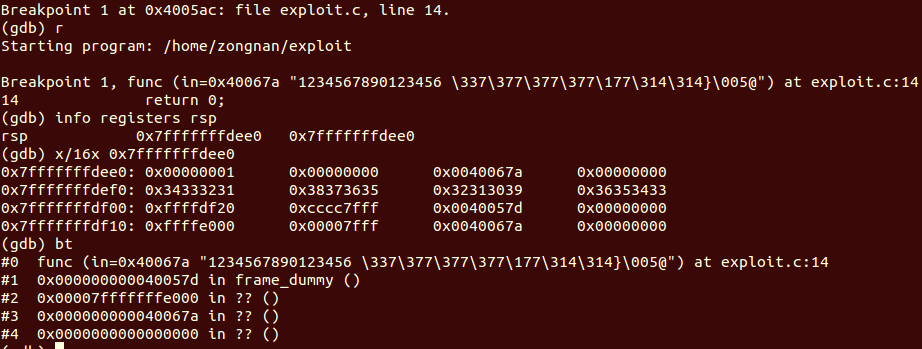 Breakpoint 1 at 0x4005ac: file exploit.c, line 14.
(gdb) r
Starting program: /home/zongnan/exploit
Breakpoint 1, func (in=0x40067a "1234567890123456 \337\377\377\377\177\314\314}\005@") at exploit.c:14
14 return 0;
(gdb) info registers rsp
rsp 0x7fffffffdee0 0x7fffffffdee0
(gdb) x/16x 0x7fffffffdee0
0x7fffffffdee0: 0x00000001 0x00000000 0x0040067a 0x00000000
0x7fffffffdef0: 0x34333231 0x38373635 0x32313039 0x36353433
0x7fffffffdf00: 0xffffdf20 0xcccc7fff 0x0040057d 0x00000000
0x7fffffffdf10: 0xffffe000 0x00007fff 0x0040067a 0x00000000
(gdb) bt
#0 func (in=0x40067a "1234567890123456 \337\377\377\377\177\314\314}\005@") at exploit.c:14
#1 0x000000000040057d in frame_dummy ()
#2 0x00007fffffffe000 in ?? ()
#3 0x000000000040067a in ?? ()
#4 0x0000000000000000 in ?? ()
(gdb)